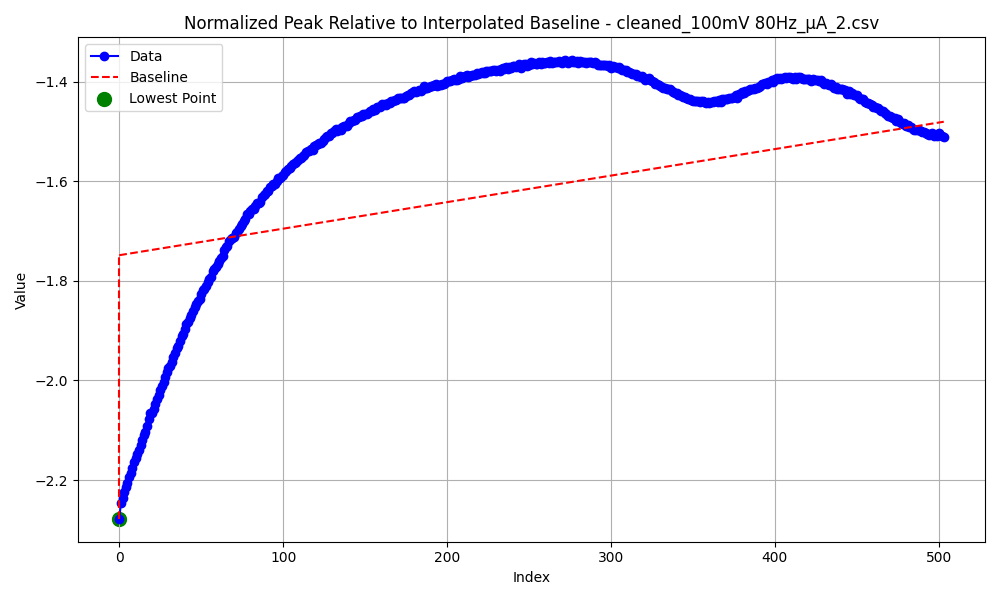 Normalized Peak Relative to Interpolated Baseline - cleaned_100mV 80Hz_μA_2.csv
Data
Baseline
Lowest Point
−1.4
−1.6
−1.8
−2.0
−2.2
Value
0 100 200 300 400 500
Index